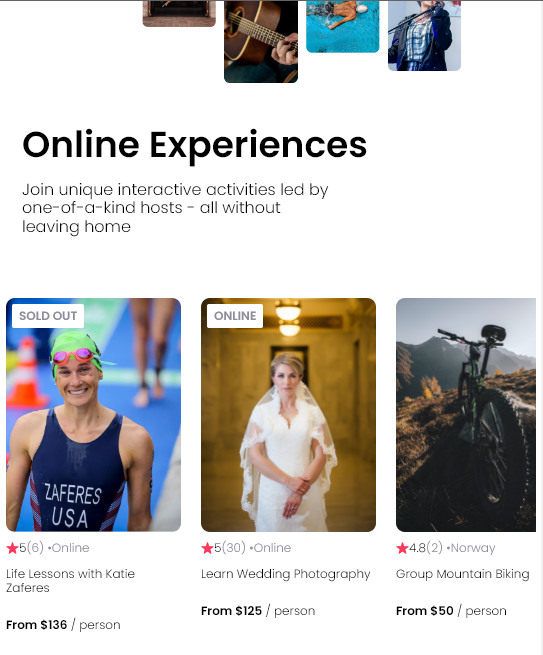 Online Experiences
Join unique interactive activities led by
one-of-a-kind hosts - all without
leaving home
SOLD OUT
ZAFERES
USA
5(6) •Online
Life Lessons with Katie
Zaferes
From $136 / person
ONLINE
5(30) •Online
Learn Wedding Photography
From $125 / person
4.8(2) •Norway
Group Mountain Biking
From $50 / person